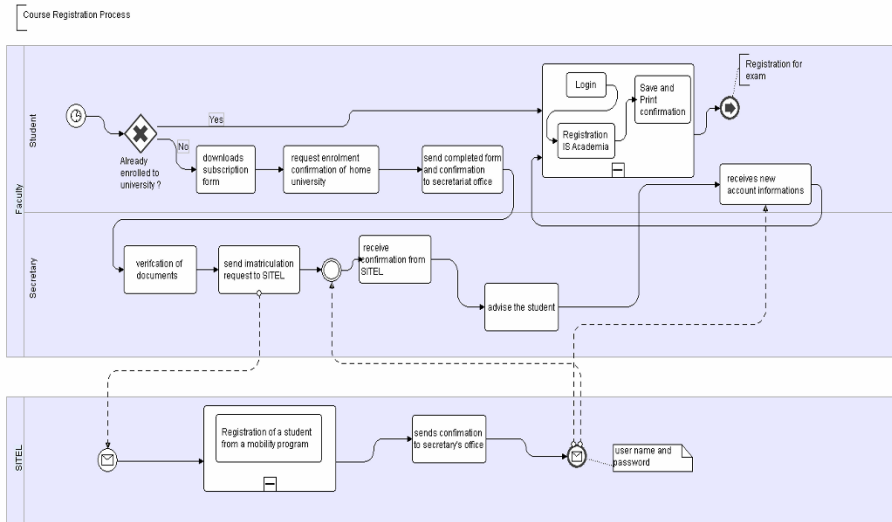 Course Registration Process
Registration for
exam
Login
Save and
Print
confirmation
Student
Yes
Registration
IS Academia
No
Already
enrolled to
university ?
downloads
subscription
form
request enrolment
confirmation of home
university
send completed form
and confirmation
to secretariat office
receives new
account informations
Faculty
Secretary
verifcation of
documents
send imatriculation
request to SITEL
receive
confirmation from
SITEL
advise the student
SITEL
Registration of a student
from a mobility program
sends confimation
to secretary's office
user name and
password